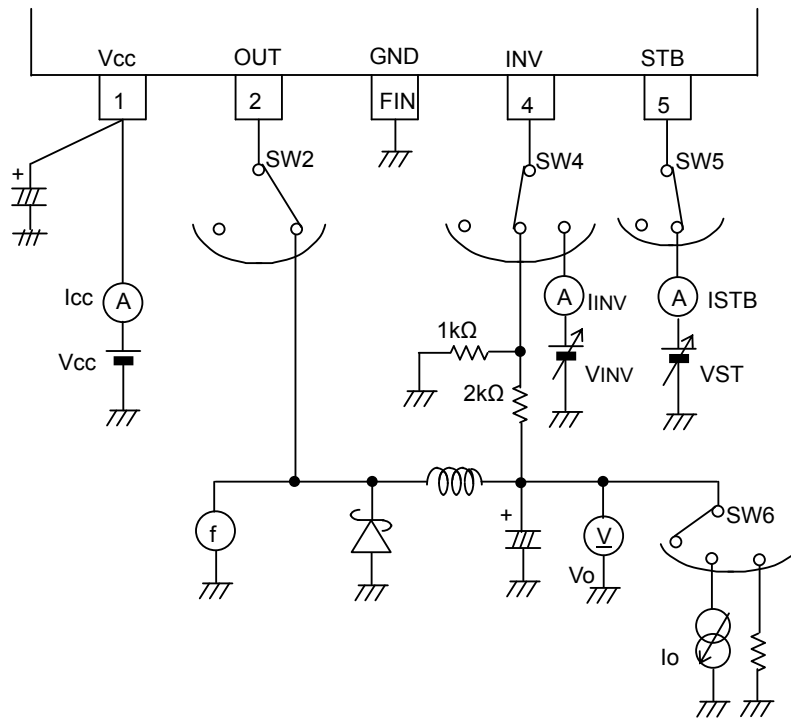 Vcc OUT GND INV STB
1 2 FIN 4 5
SW2 SW4 SW5
+
Icc A A IINV A ISTB
1kΩ
Vcc VINV VST
2kΩ
f + V SW6
Vo
Io